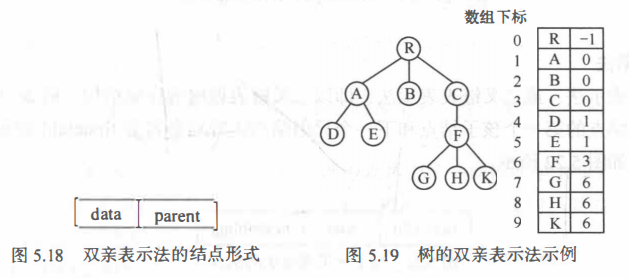 数组下标
0 R -1
1 A 0
2 B 0
3 C 0
4 D 1
5 E 1
6 F 3
7 G 6
8 H 6
9 K 6
R
A B C
D E F
G H K
data parent
图 5.18 双亲表示法的结点形式
图 5.19 树的双亲表示法示例